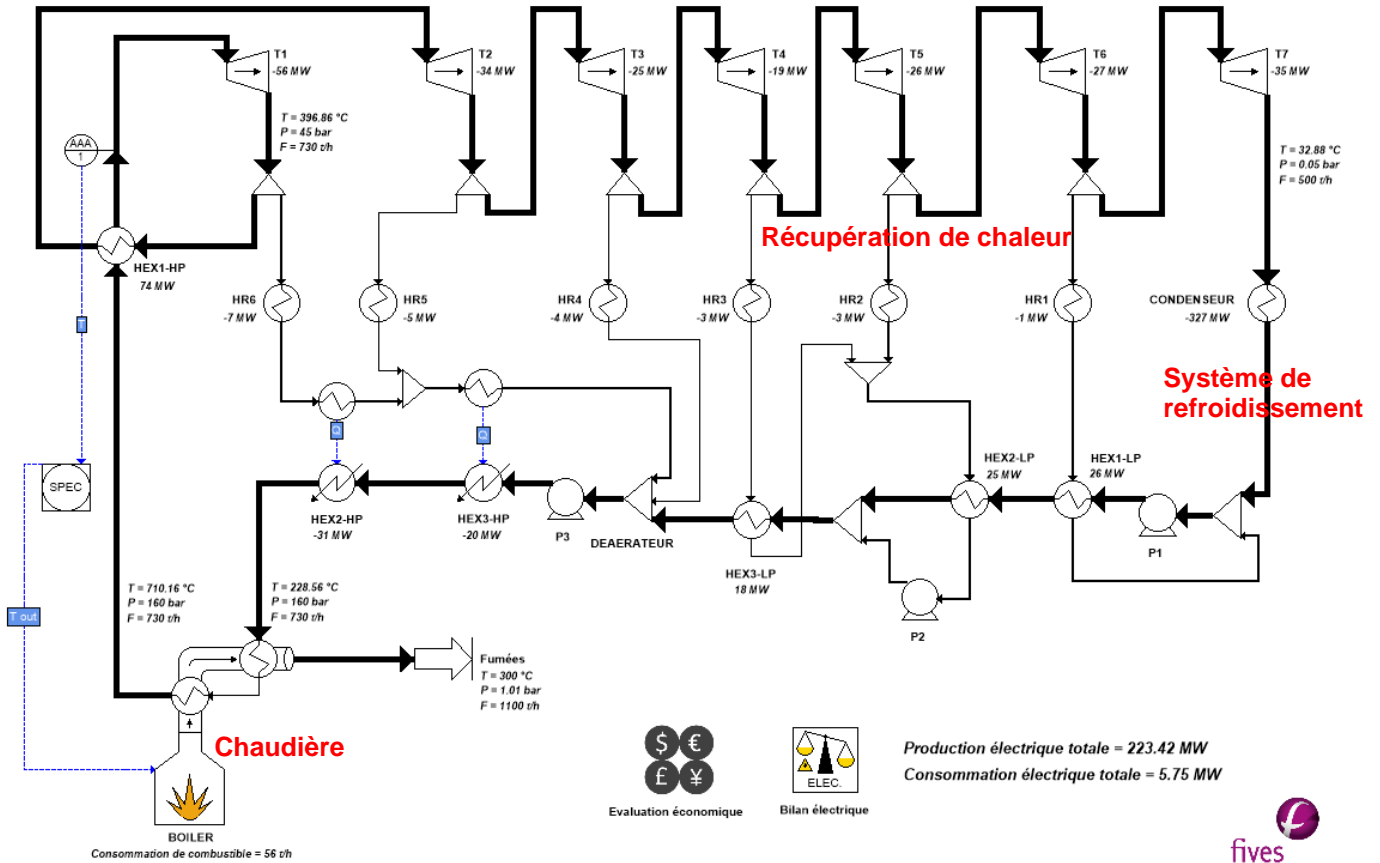 T1
-56 MW
T2
-34 MW
T3
-25 MW
T4
-19 MW
T5
-26 MW
T6
-27 MW
T7
-35 MW
T = 396.86 °C
P = 45 bar
F = 730 t/h
AAA
1
T = 32.88 °C
P = 0.05 bar
F = 500 t/h
Récupération de chaleur
HEX1-HP
74 MW
HR6
-7 MW
HR5
-5 MW
HR4
-4 MW
HR3
-3 MW
HR2
-3 MW
HR1
-1 MW
CONDENSEUR
-327 MW
T
Système de
refroidissement
Q
Q
SPEC
HEX2-HP
-31 MW
HEX3-HP
-20 MW
P3
DEAERATEUR
HEX3-LP
18 MW
HEX2-LP
25 MW
HEX1-LP
26 MW
P1
P2
T = 710.16 °C
P = 160 bar
F = 730 t/h
T = 228.56 °C
P = 160 bar
F = 730 t/h
T out
Fumées
T = 300 °C
P = 1.01 bar
F = 1100 t/h
Chaudière
BOILER
Consommation de combustible = 56 t/h
$ €
£ ¥
Evaluation économique
ELEC.
Bilan électrique
Production électrique totale = 223.42 MW
Consommation électrique totale = 5.75 MW
fives